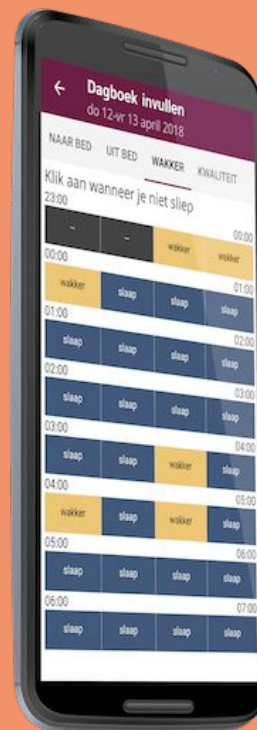 Dagboek invullen
do 12-vr 13 april 2018
NAAR BED UIT BED WAKKER KWALITEIT
Klik aan wanneer je niet sliep
23:00 00:00
– – wakker wakker
00:00 01:00
wakker slaap slaap slaap
01:00 02:00
slaap slaap slaap slaap
02:00 03:00
slaap slaap slaap slaap
03:00 04:00
slaap slaap wakker slaap
04:00 05:00
wakker slaap wakker slaap
05:00 06:00
slaap slaap slaap slaap
06:00 07:00
slaap slaap slaap slaap